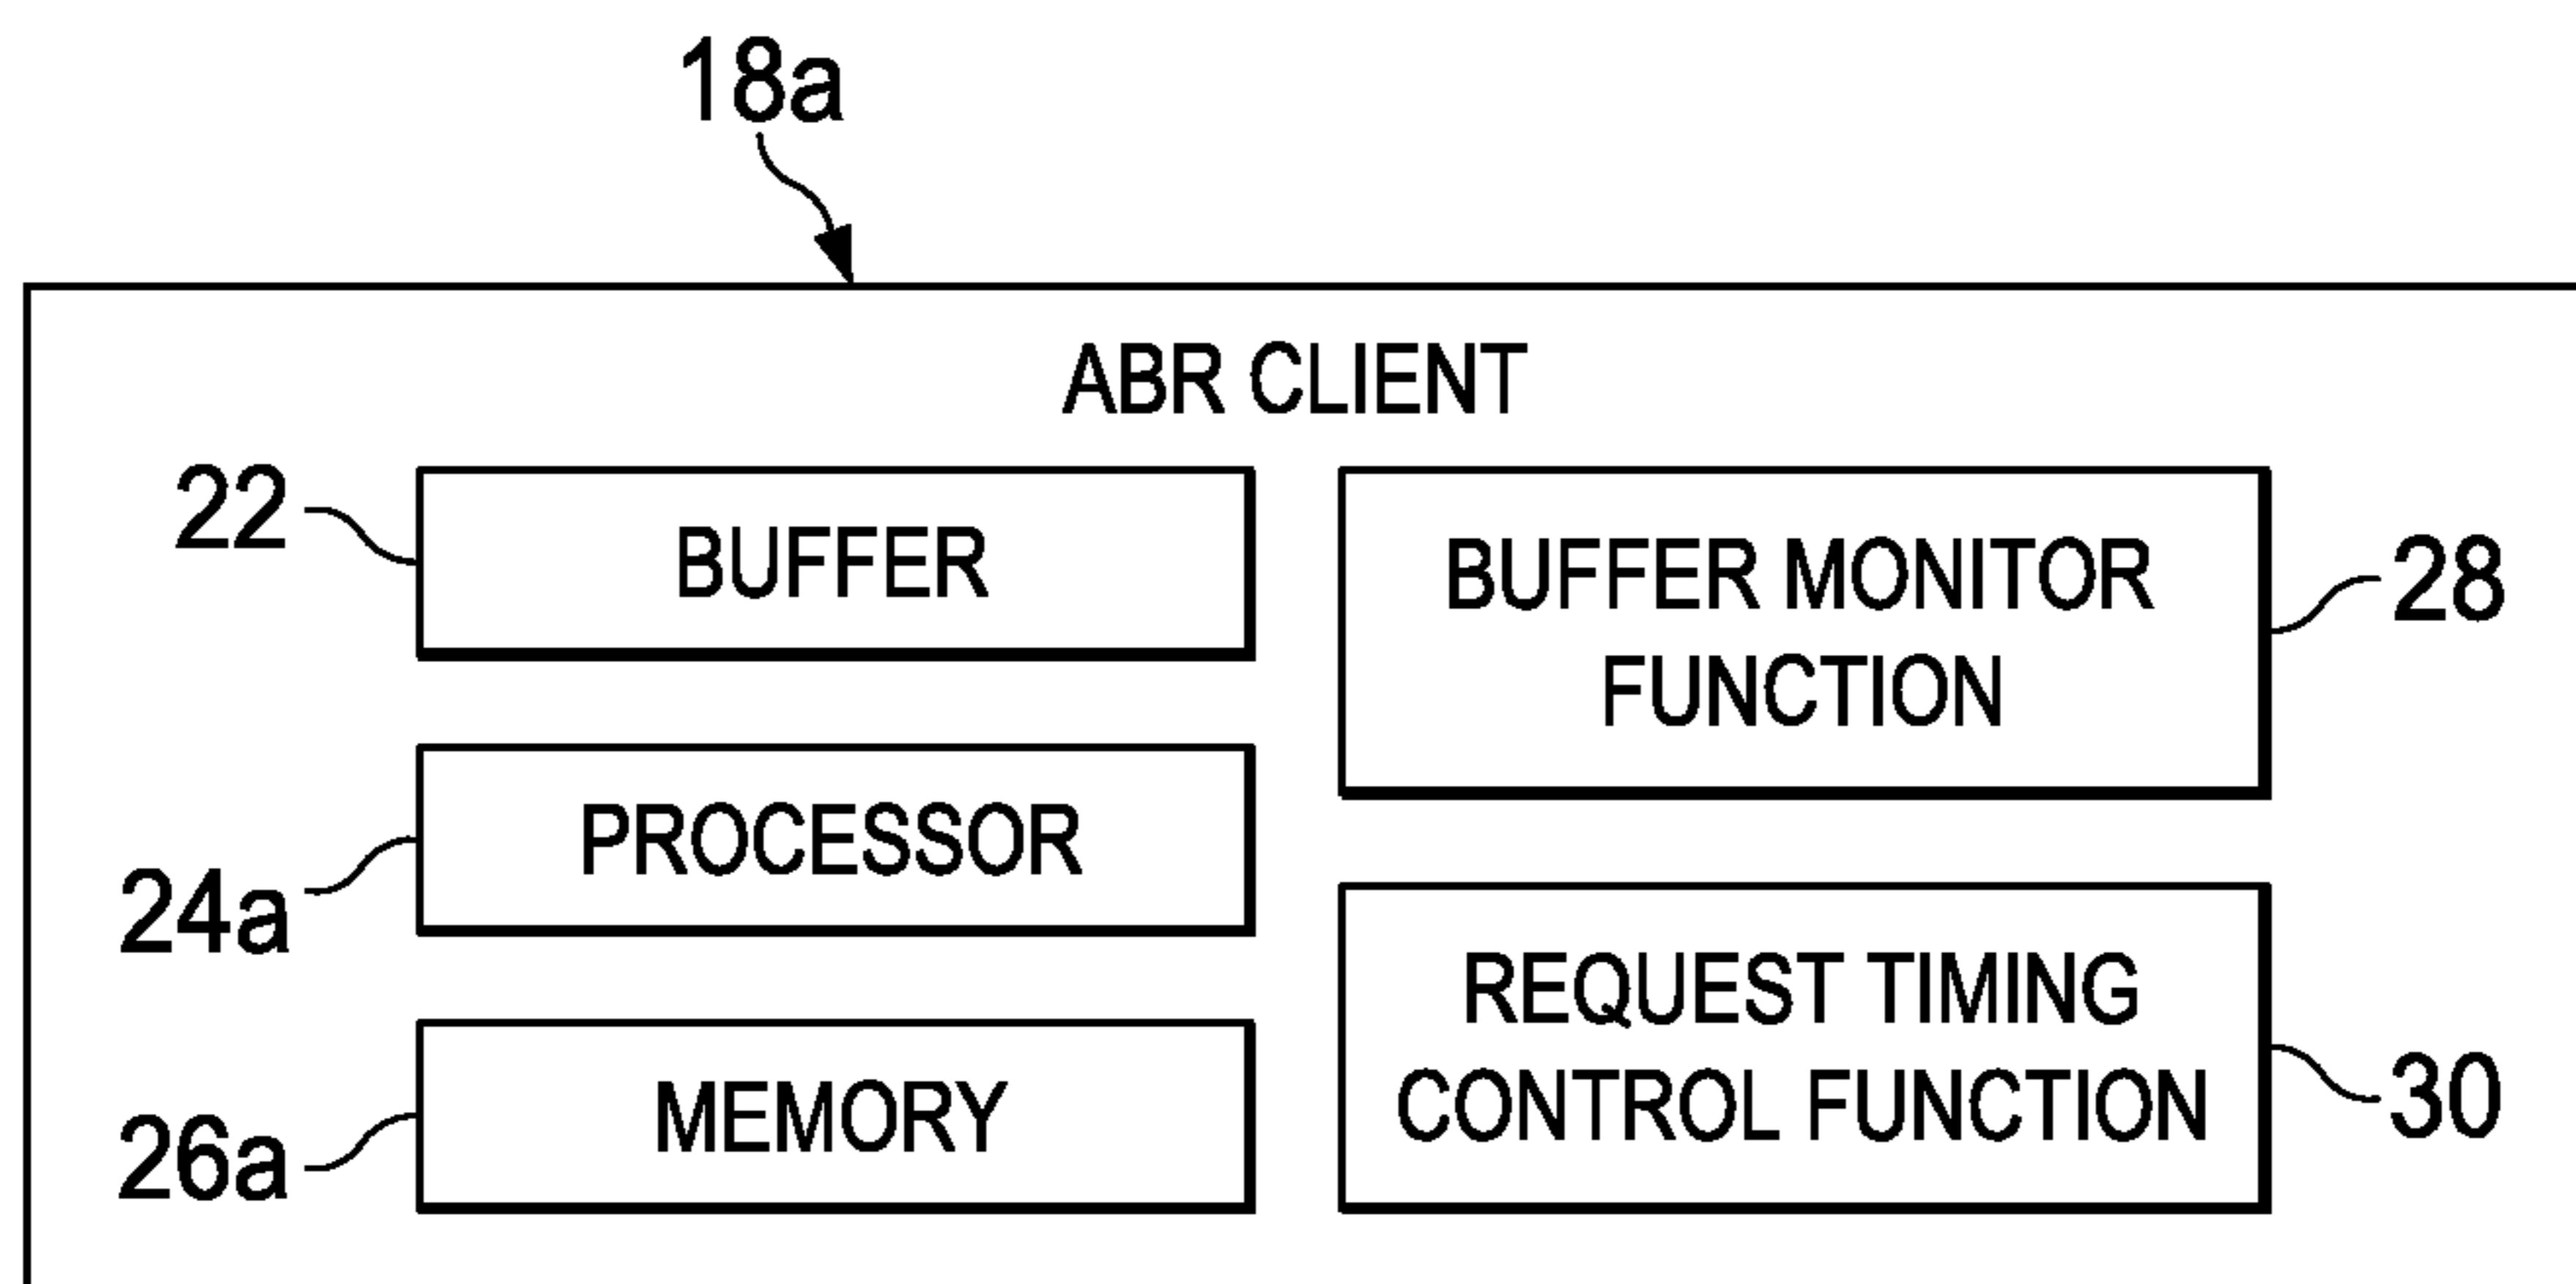 18a
ABR CLIENT
22
BUFFER
BUFFER MONITOR
FUNCTION
28
PROCESSOR
24a
REQUEST TIMING
CONTROL FUNCTION
30
MEMORY
26a